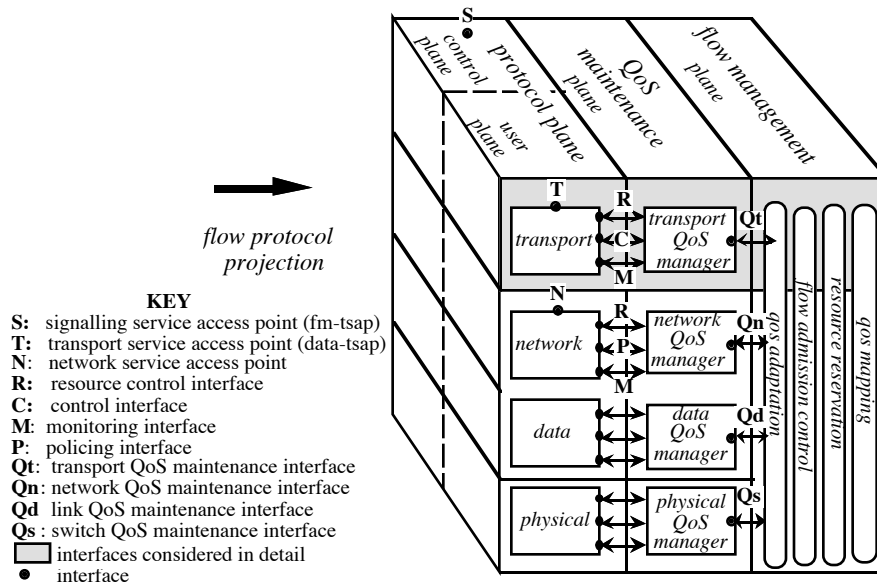 S
control
plane
protocol plane
user
plane
QoS
maintenance
plane
flow management
plane
flow protocol
projection
T
R
transport
C
M
transport
QoS
manager
Qt
N
R
network
P
M
network
QoS
manager
Qn
data
data
QoS
manager
Qd
physical
physical
QoS
manager
Qs
qos adaptation
flow admission control
resource reservation
qos mapping
KEY
S: signalling service access point (fm-tsap)
T: transport service access point (data-tsap)
N: network service access point
R: resource control interface
C: control interface
M: monitoring interface
P: policing interface
Qt: transport QoS maintenance interface
Qn: network QoS maintenance interface
Qd link QoS maintenance interface
Qs : switch QoS maintenance interface
interfaces considered in detail
interface